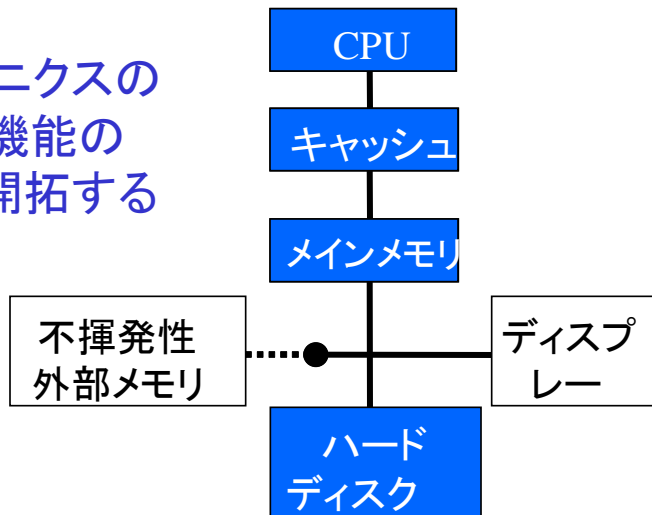 CPU
ニクスの
機能の
開拓する
キャッシュ
メインメモリ
不揮発性
外部メモリ
ディスプ
レー
ハード
ディスク